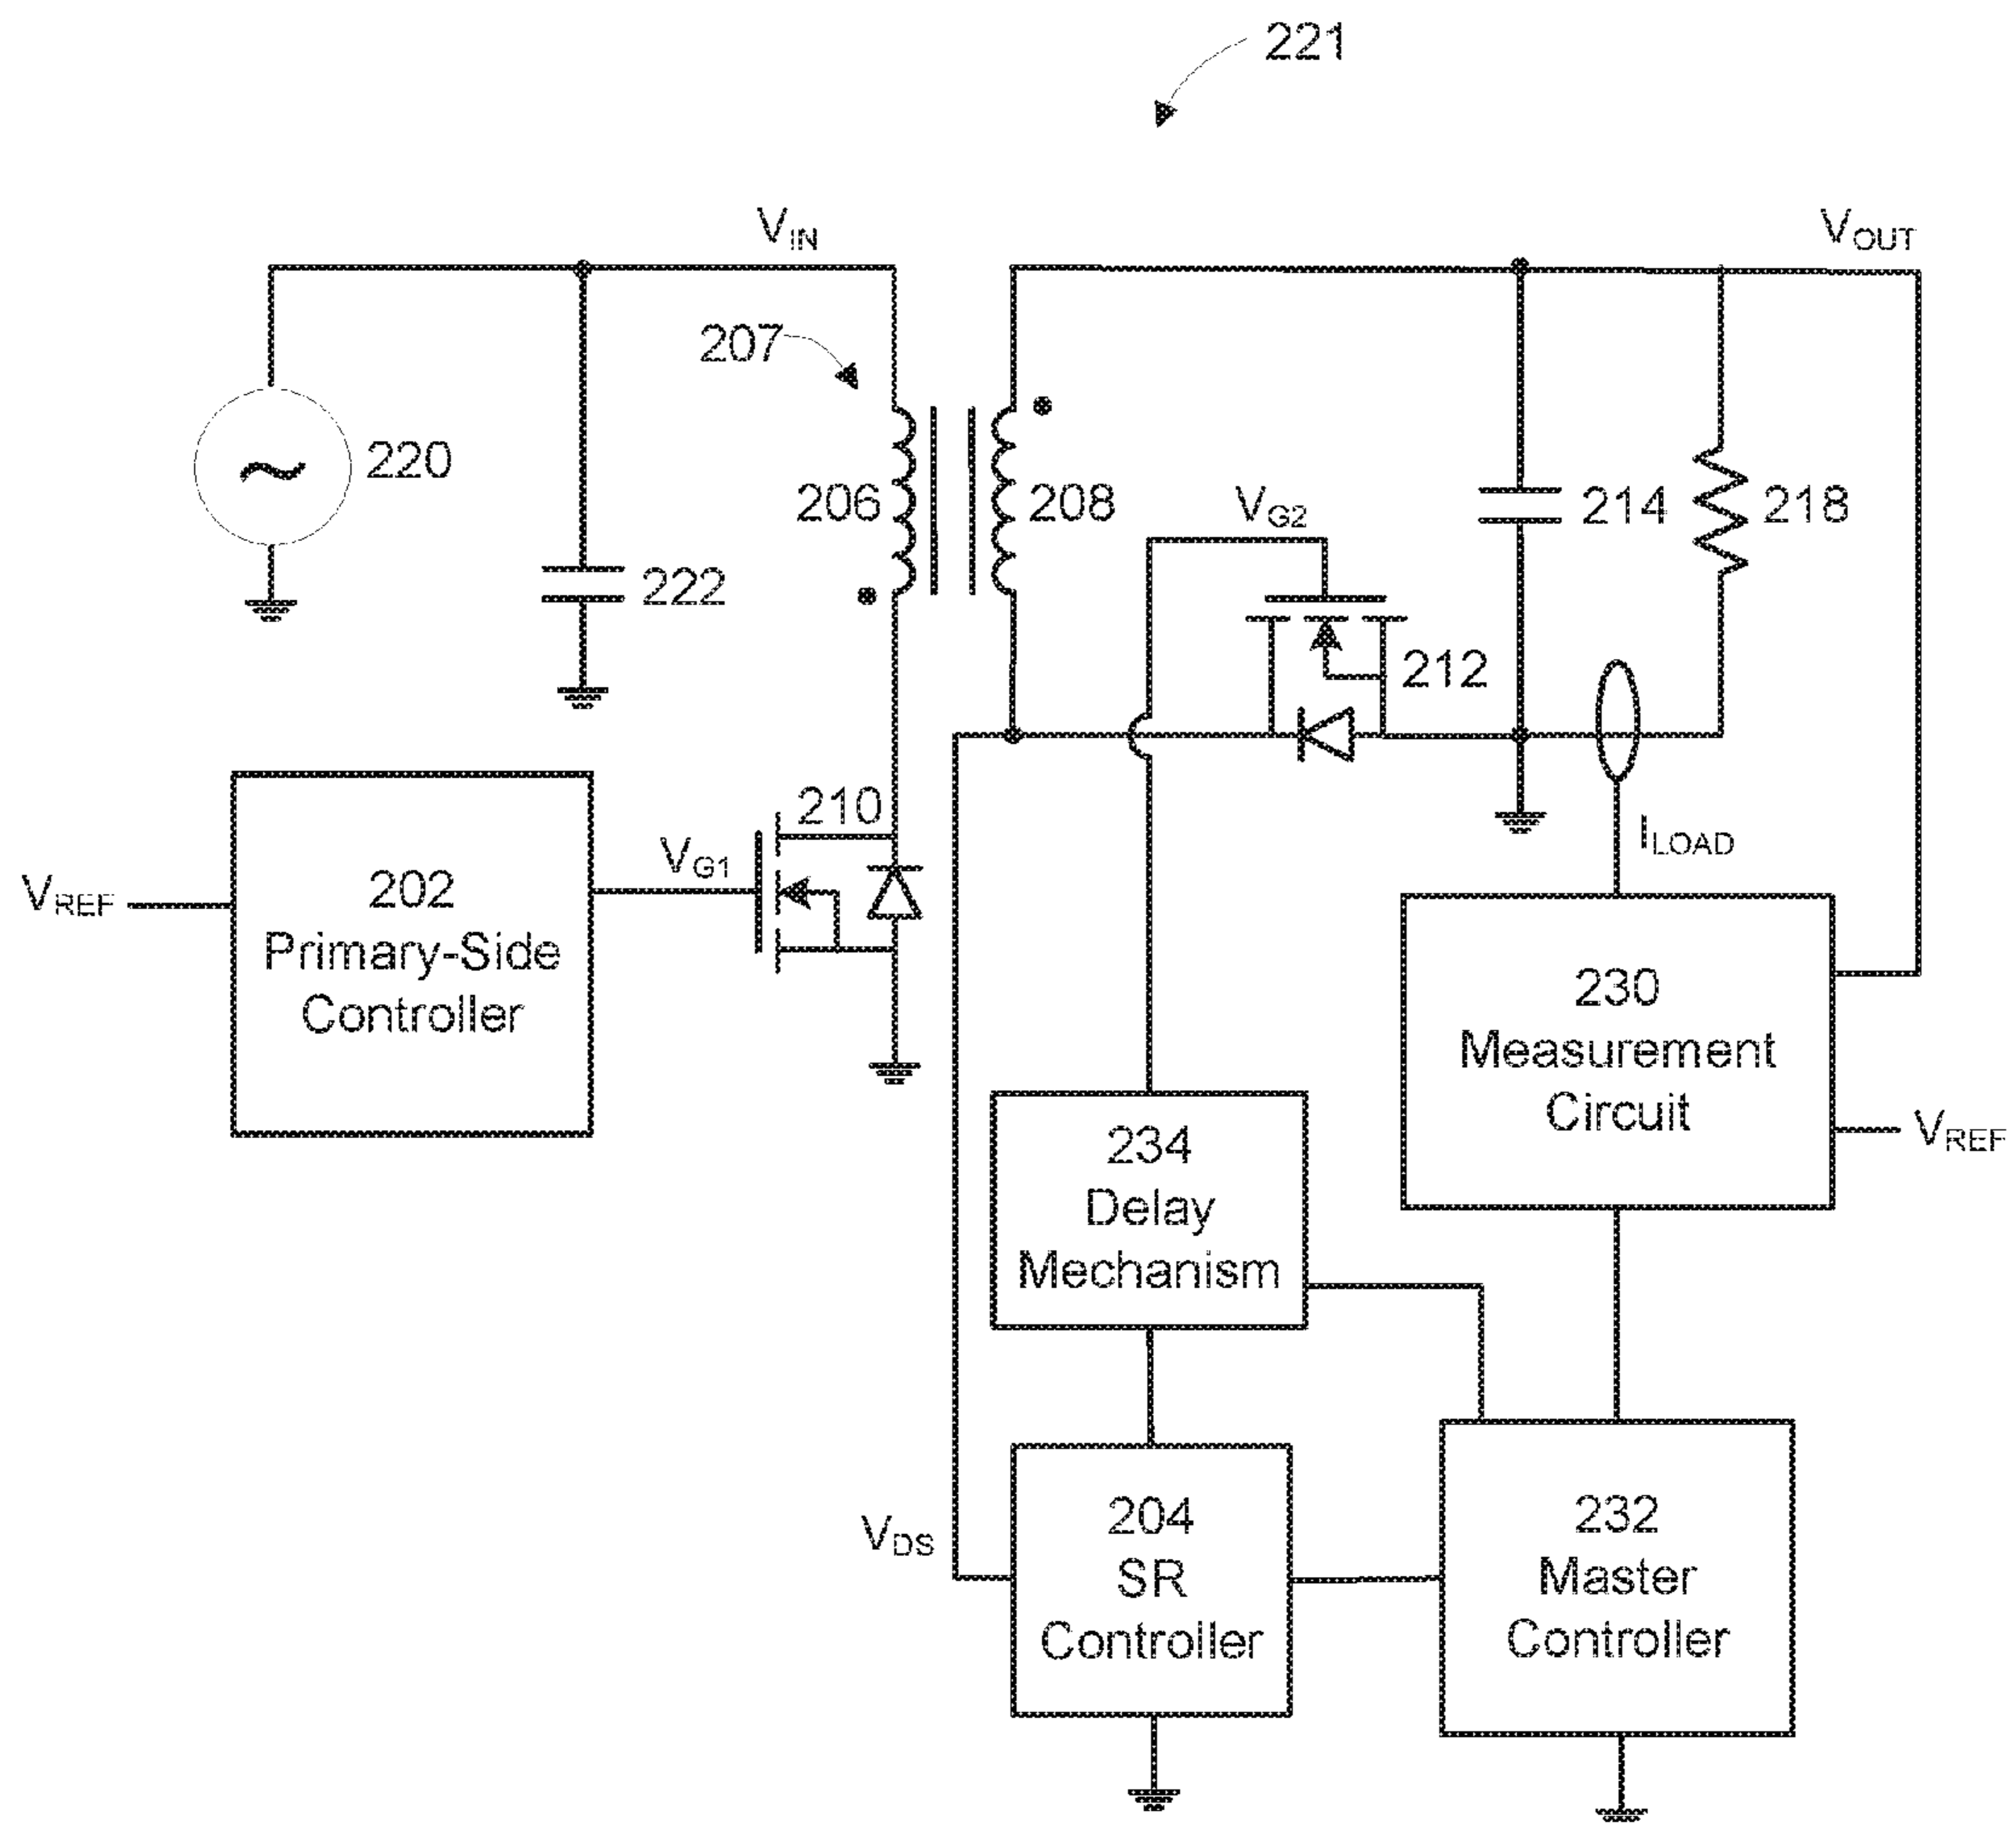 221
VIN
VOUT
207
220
206
208
VG2
214
218
222
212
210
VG1
ILOAD
VREF
202
Primary-Side
Controller
230
Measurement
Circuit
VREF
234
Delay
Mechanism
VDS
204
SR
Controller
232
Master
Controller